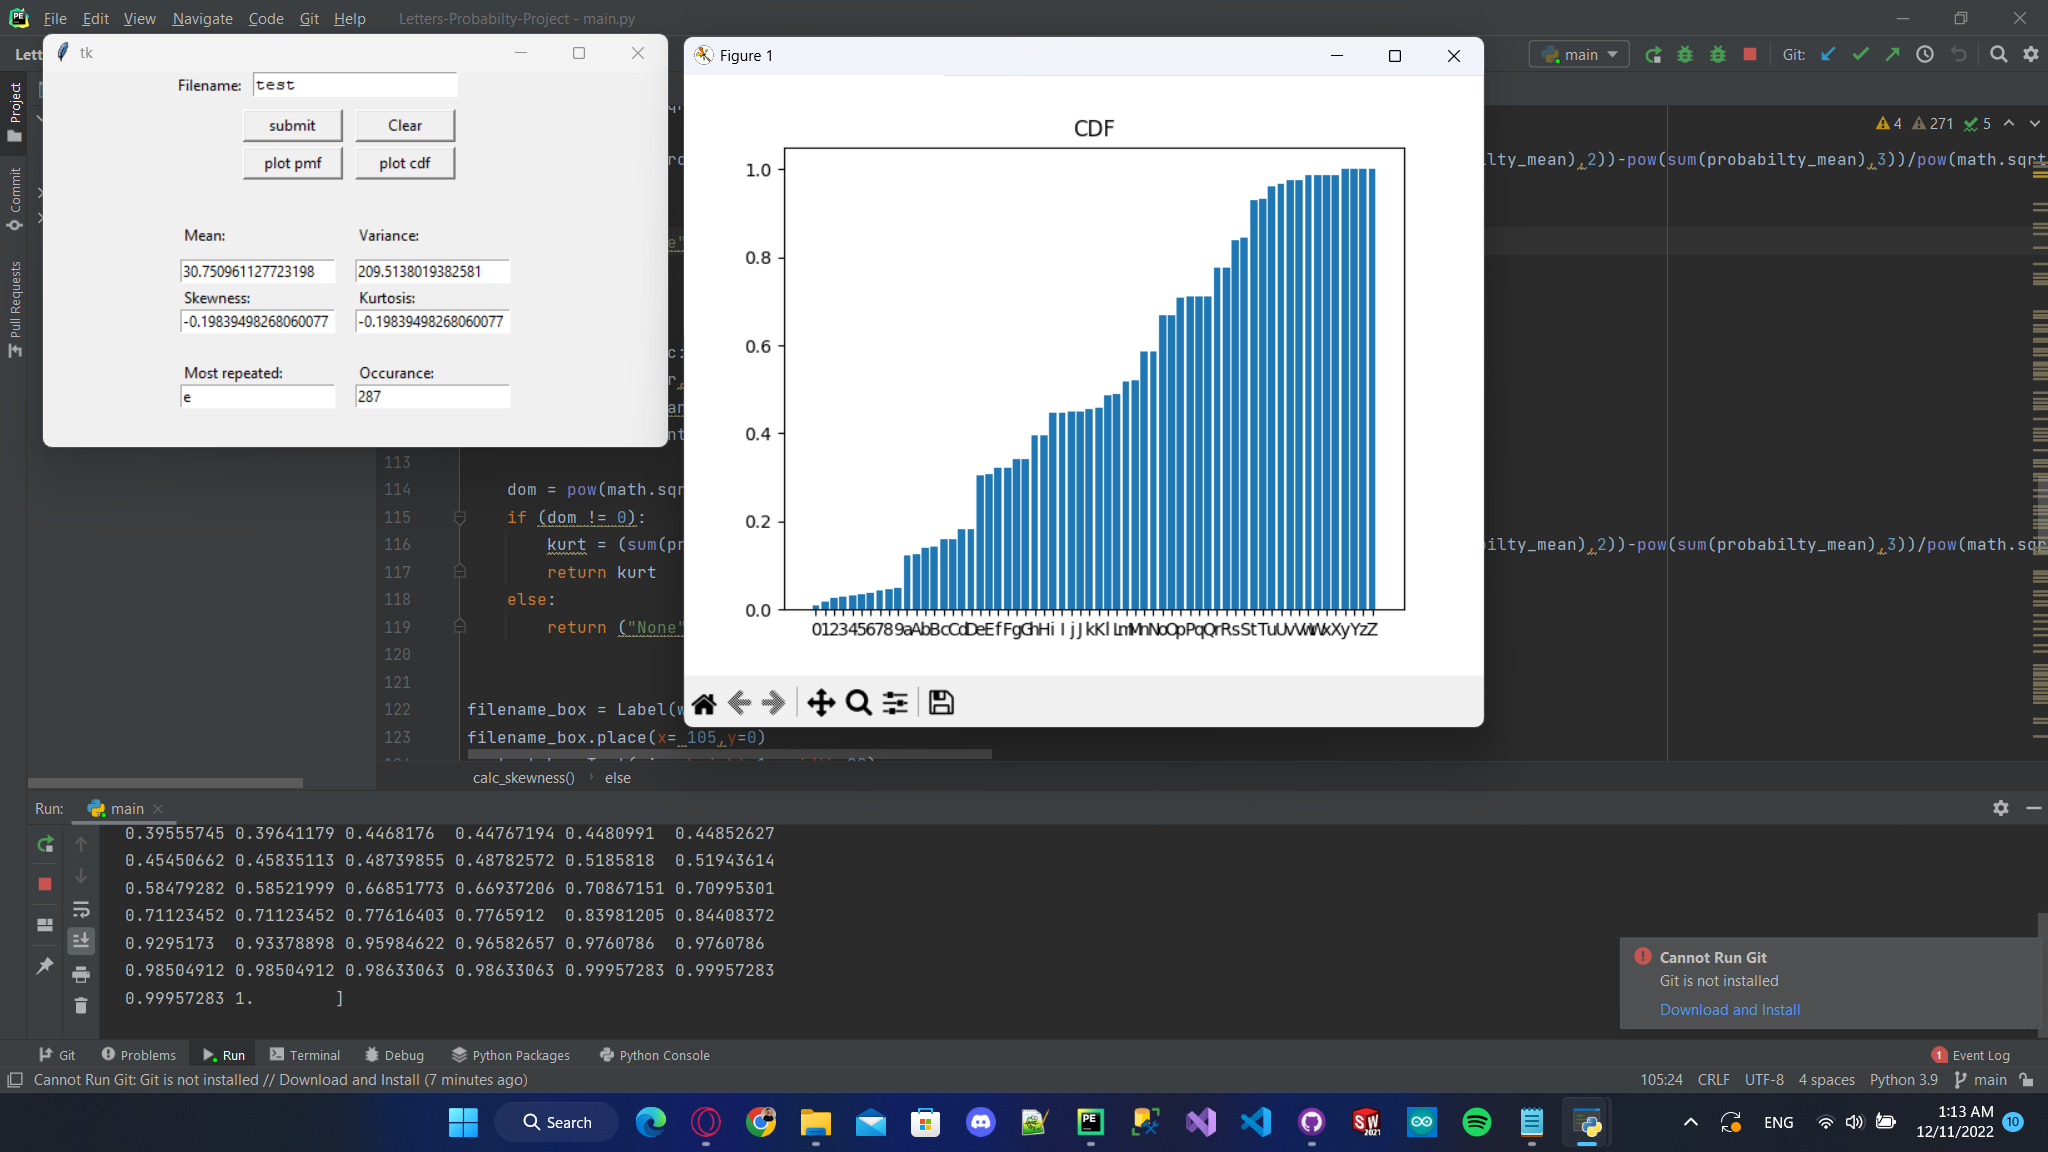 File Edit View Navigate Code Git Help Letters-Probabilty-Project - main.py
Lett
main
Git:
tk
Filename: test
submit Clear
plot pmf plot cdf
Mean: Variance:
30.750961127723198 209.5138019382581
Skewness: Kurtosis:
-0.19839498268060077 -0.19839498268060077
Most repeated: Occurance:
e 287
Figure 1
CDF
1.0
0.8
0.6
0.4
0.2
0.0
0123456789aAbBcCdDeEfFgGhHiIjJkKlLmMnNoOpPqQrRsStTuUvVwWxXyYzZ
Project
Commit
Pull Requests
4 271 5
ilty_mean),2))-pow(sum(probabilty_mean),3))/pow(math.sqrt
113
114 dom = pow(math.sqr
115 if (dom != 0):
116 kurt = (sum(pr
bilty_mean),2))-pow(sum(probabilty_mean),3))/pow(math.sqr
117 return kurt
118 else:
119 return ("None"
120
121
122 filename_box = Label(w
123 filename_box.place(x= 105,y=0)
calc_skewness() › else
Run: main
0.39555745 0.39641179 0.4468176 0.44767194 0.4480991 0.44852627
0.45450662 0.45835113 0.48739855 0.48782572 0.5185818 0.51943614
0.58479282 0.58521999 0.66851773 0.66937206 0.70867151 0.70995301
0.71123452 0.71123452 0.77616403 0.7765912 0.83981205 0.84408372
0.9295173 0.93378898 0.95984622 0.96582657 0.9760786 0.9760786
0.98504912 0.98504912 0.98633063 0.98633063 0.99957283 0.99957283
0.99957283 1. ]
Cannot Run Git
Git is not installed
Download and Install
Git Problems Run Terminal Debug Python Packages Python Console
1 Event Log
Cannot Run Git: Git is not installed // Download and Install (7 minutes ago)
105:24 CRLF UTF-8 4 spaces Python 3.9 main
Search
SW 2021
ENG
1:13 AM
12/11/2022
10